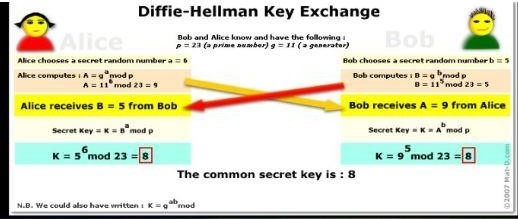 Diffie-Hellman Key Exchange
Alice
Bob
Bob and Alice know and have the following :
p = 23 (a prime number) g = 11 ( a generator)
Alice chooses a secret random number a = 6
Alice computes : A = g^a mod p
A = 11^6 mod 23 = 9
Alice receives B = 5 from Bob
Secret Key = K = B^a mod p
K = 5^6 mod 23 = 8
Bob chooses a secret random number b = 5
Bob computes : B = g^b mod p
B = 11^5 mod 23 = 5
Bob receives A = 9 from Alice
Secret Key = K = A^b mod p
K = 9^5 mod 23 = 8
The common secret key is : 8
N.B. We could also have written : K = g^ab mod
©2007 Mat-D.com